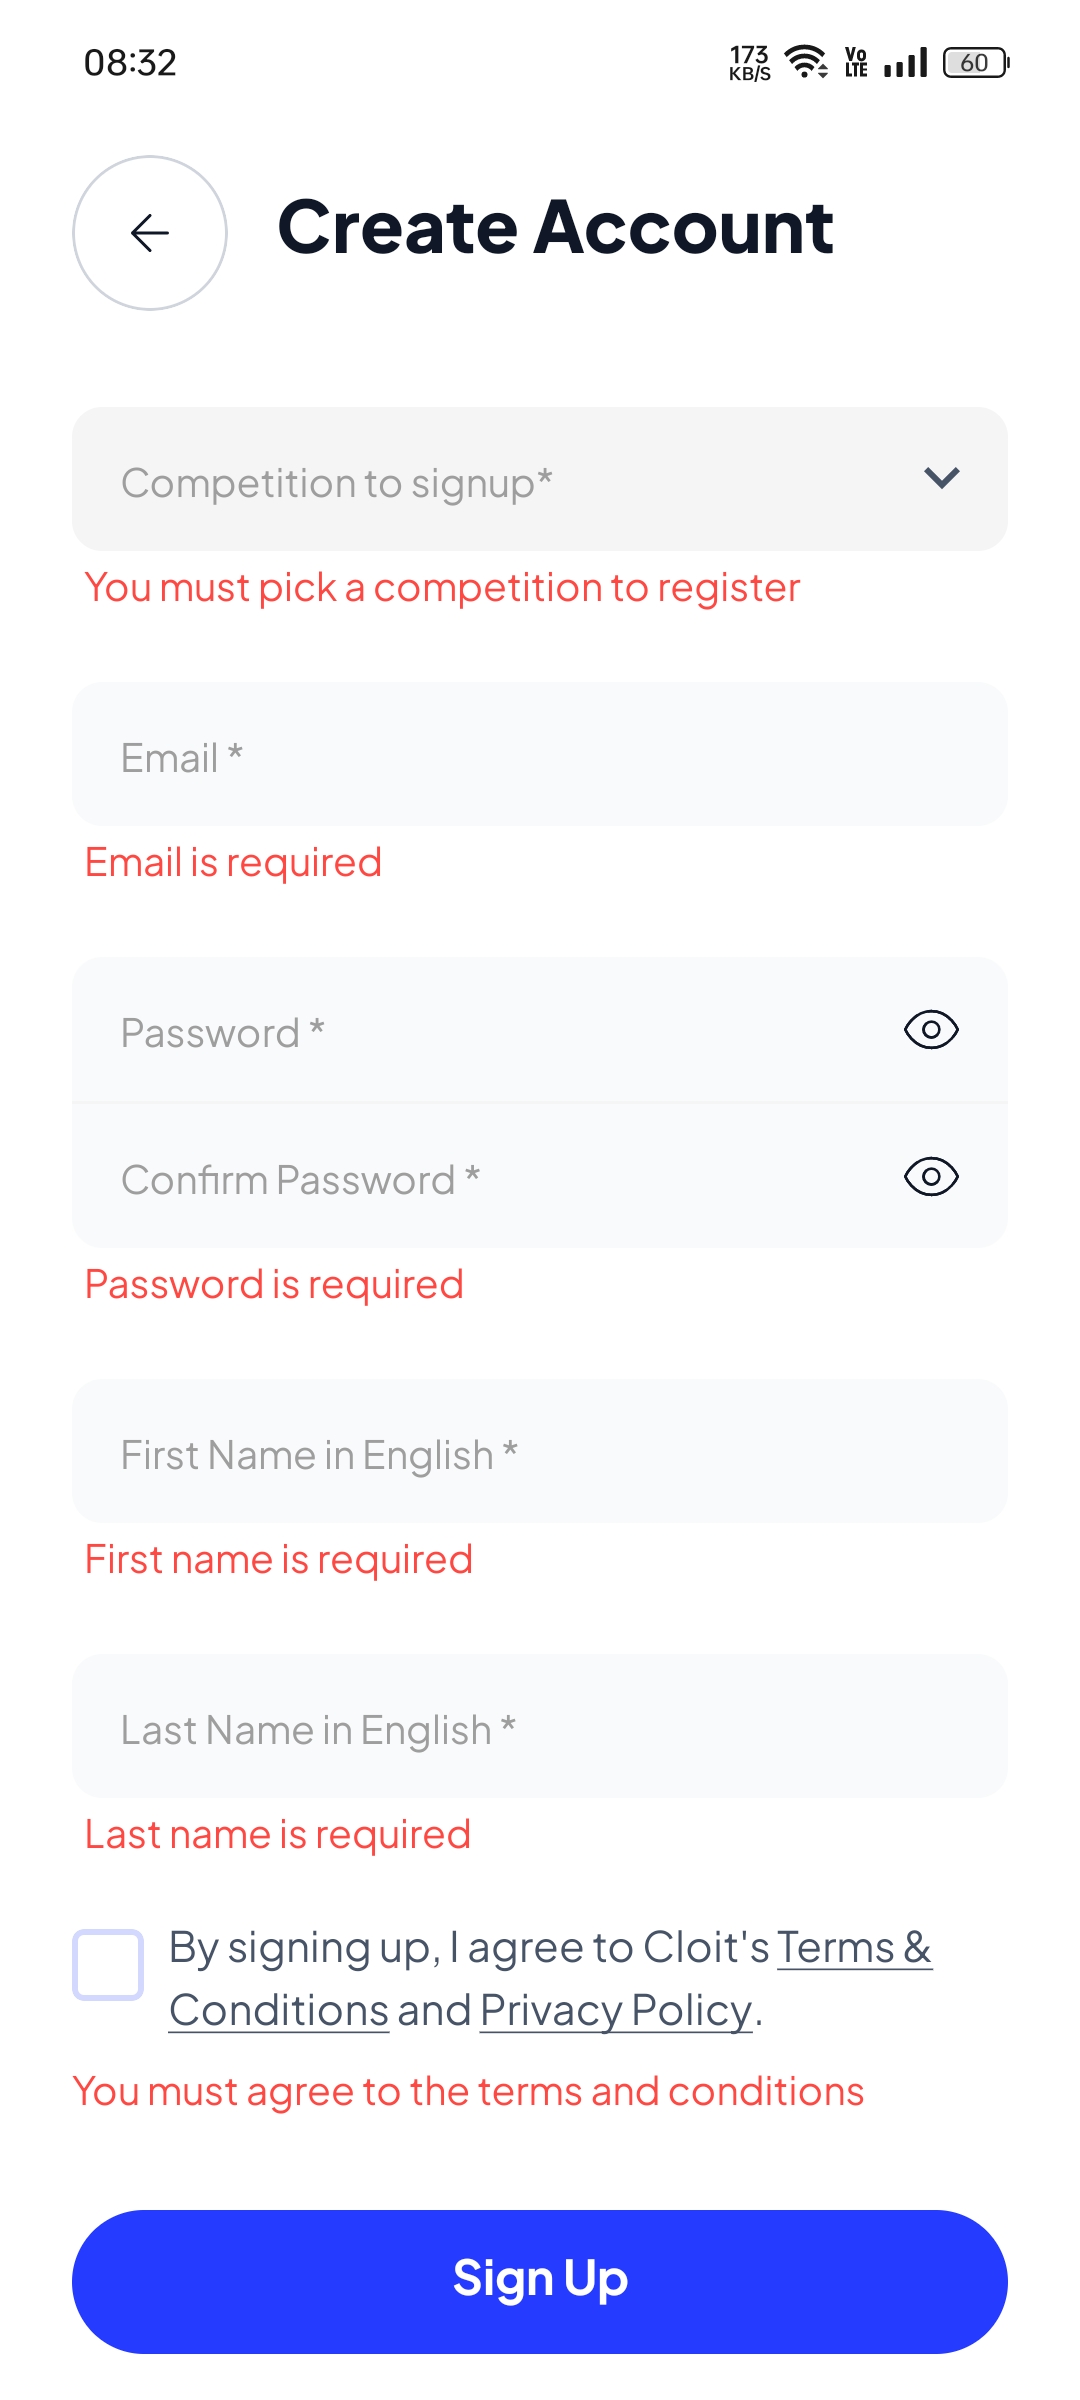 08:32
173
KB/S
Vo
LTE
60
Create Account
Competition to signup*
You must pick a competition to register
Email *
Email is required
Password *
Confirm Password *
Password is required
First Name in English *
First name is required
Last Name in English *
Last name is required
By signing up, I agree to Cloit's Terms &
Conditions and Privacy Policy.
You must agree to the terms and conditions
Sign Up